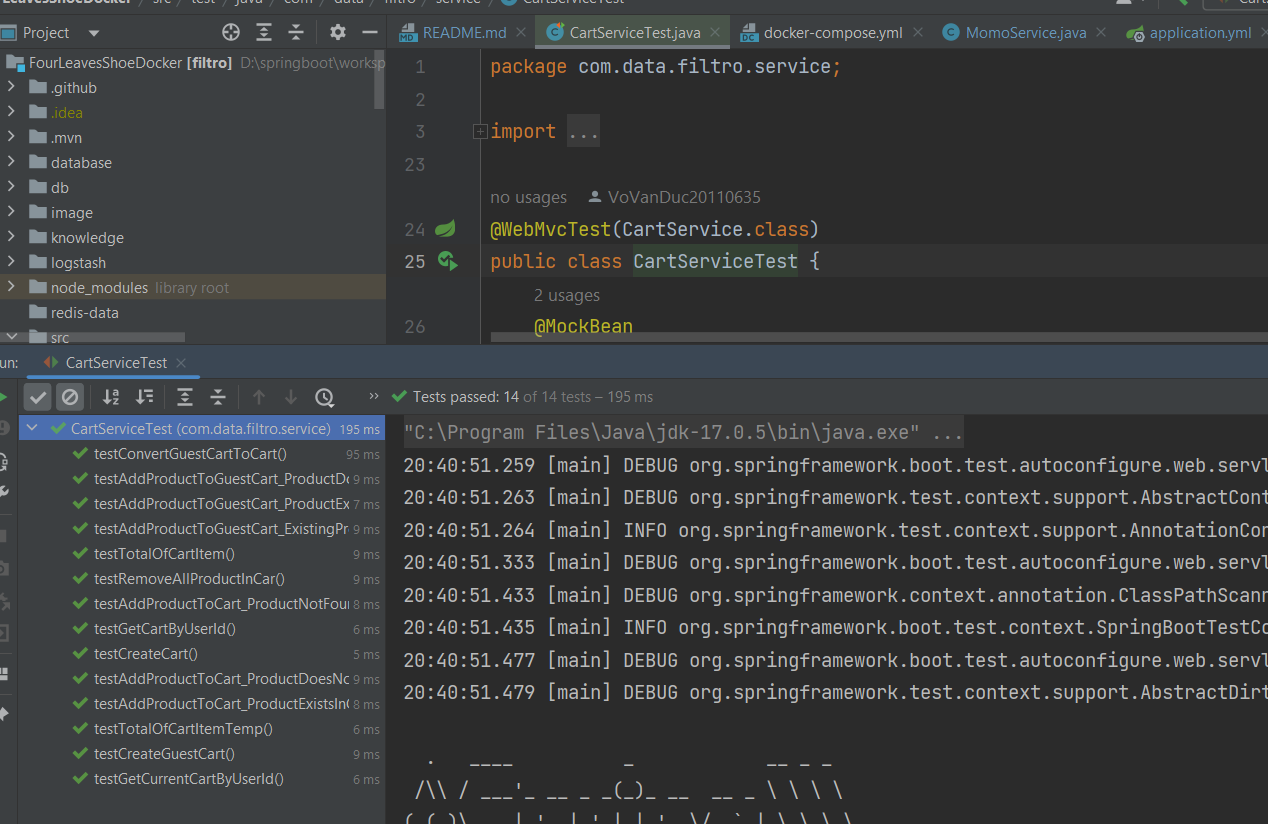 LeavesShoeDocker src test java com data filtro service CartServiceTest Cart
Project
README.md CartServiceTest.java docker-compose.yml MomoService.java application.yml
FourLeavesShoeDocker [filtro] D:\springboot\worksp
.github
.idea
.mvn
database
db
image
knowledge
logstash
node_modules library root
redis-data
src
1 package com.data.filtro.service;
2
3 import ...
23
no usages VoVanDuc20110635
24 @WebMvcTest(CartService.class)
25 public class CartServiceTest {
2 usages
26 @MockBean
un: CartServiceTest
Tests passed: 14 of 14 tests – 195 ms
CartServiceTest (com.data.filtro.service) 195 ms
testConvertGuestCartToCart() 95 ms
testAddProductToGuestCart_ProductDo 9 ms
testAddProductToGuestCart_ProductEx 7 ms
testAddProductToGuestCart_ExistingPr 9 ms
testTotalOfCartItem() 9 ms
testRemoveAllProductInCar() 9 ms
testAddProductToCart_ProductNotFour 8 ms
testGetCartByUserId() 6 ms
testCreateCart() 5 ms
testAddProductToCart_ProductDoesNo 9 ms
testAddProductToCart_ProductExistsInC 8 ms
testTotalOfCartItemTemp() 6 ms
testCreateGuestCart() 9 ms
testGetCurrentCartByUserId() 6 ms
"C:\Program Files\Java\jdk-17.0.5\bin\java.exe" ...
20:40:51.259 [main] DEBUG org.springframework.boot.test.autoconfigure.web.servl
20:40:51.263 [main] DEBUG org.springframework.test.context.support.AbstractCont
20:40:51.264 [main] INFO org.springframework.test.context.support.AnnotationCon
20:40:51.333 [main] DEBUG org.springframework.boot.test.autoconfigure.web.servl
20:40:51.433 [main] DEBUG org.springframework.context.annotation.ClassPathScann
20:40:51.435 [main] INFO org.springframework.boot.test.context.SpringBootTestCo
20:40:51.477 [main] DEBUG org.springframework.boot.test.autoconfigure.web.servl
20:40:51.479 [main] DEBUG org.springframework.test.context.support.AbstractDirt